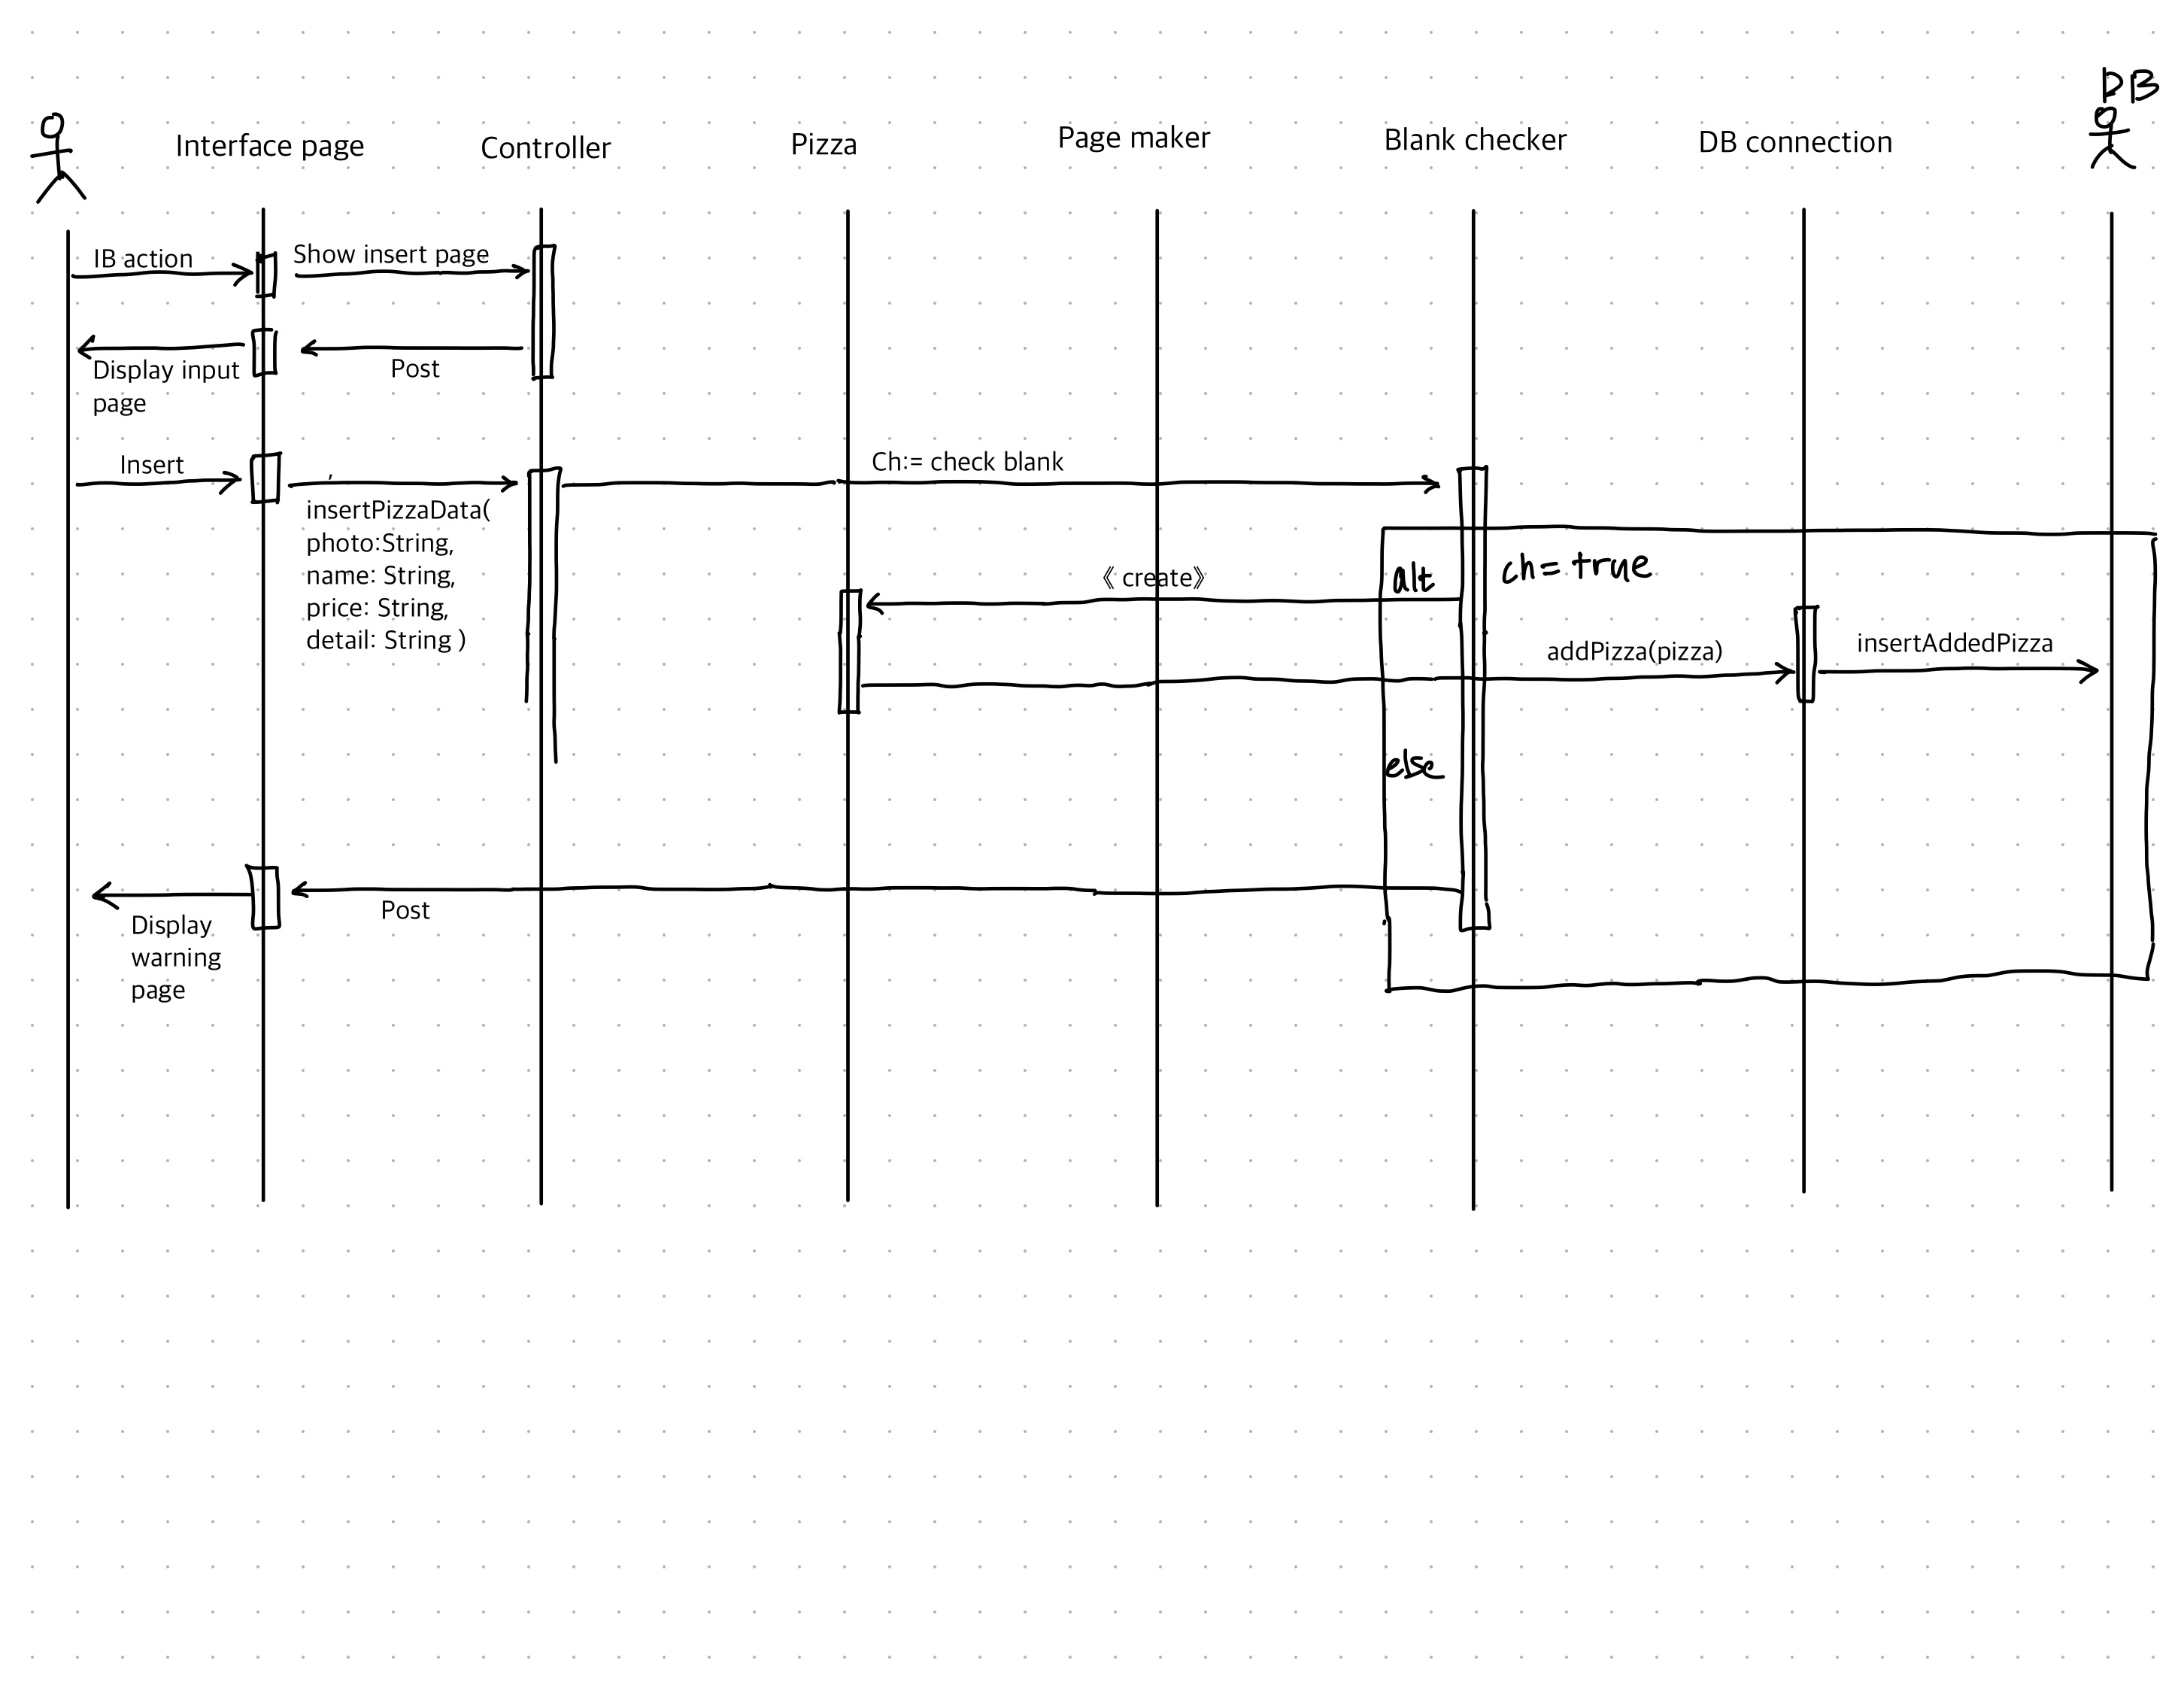 DB
Interface page
Controller
Pizza
Page maker
Blank checker
DB connection
IB action
Show insert page
Display input
page
Post
Insert
Ch:= check blank
insertPizzaData(
photo:String,
name: String,
price: String,
detail: String )
《 create》
alt
ch = true
addPizza(pizza)
insertAddedPizza
else
Post
Display
warning
page